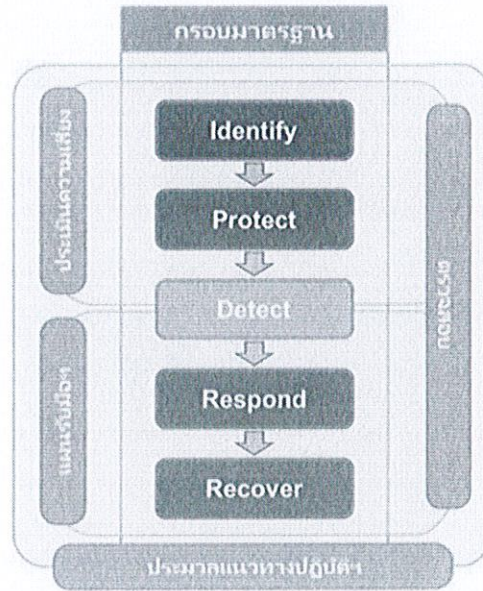 กรอบมาตรฐาน
ประเมินความเสี่ยง
Identify
Protect
Detect
ตรวจสอบ
Respond
แผนรับมือฯ
Recover
ประมวลแนวทางปฏิบัติฯ